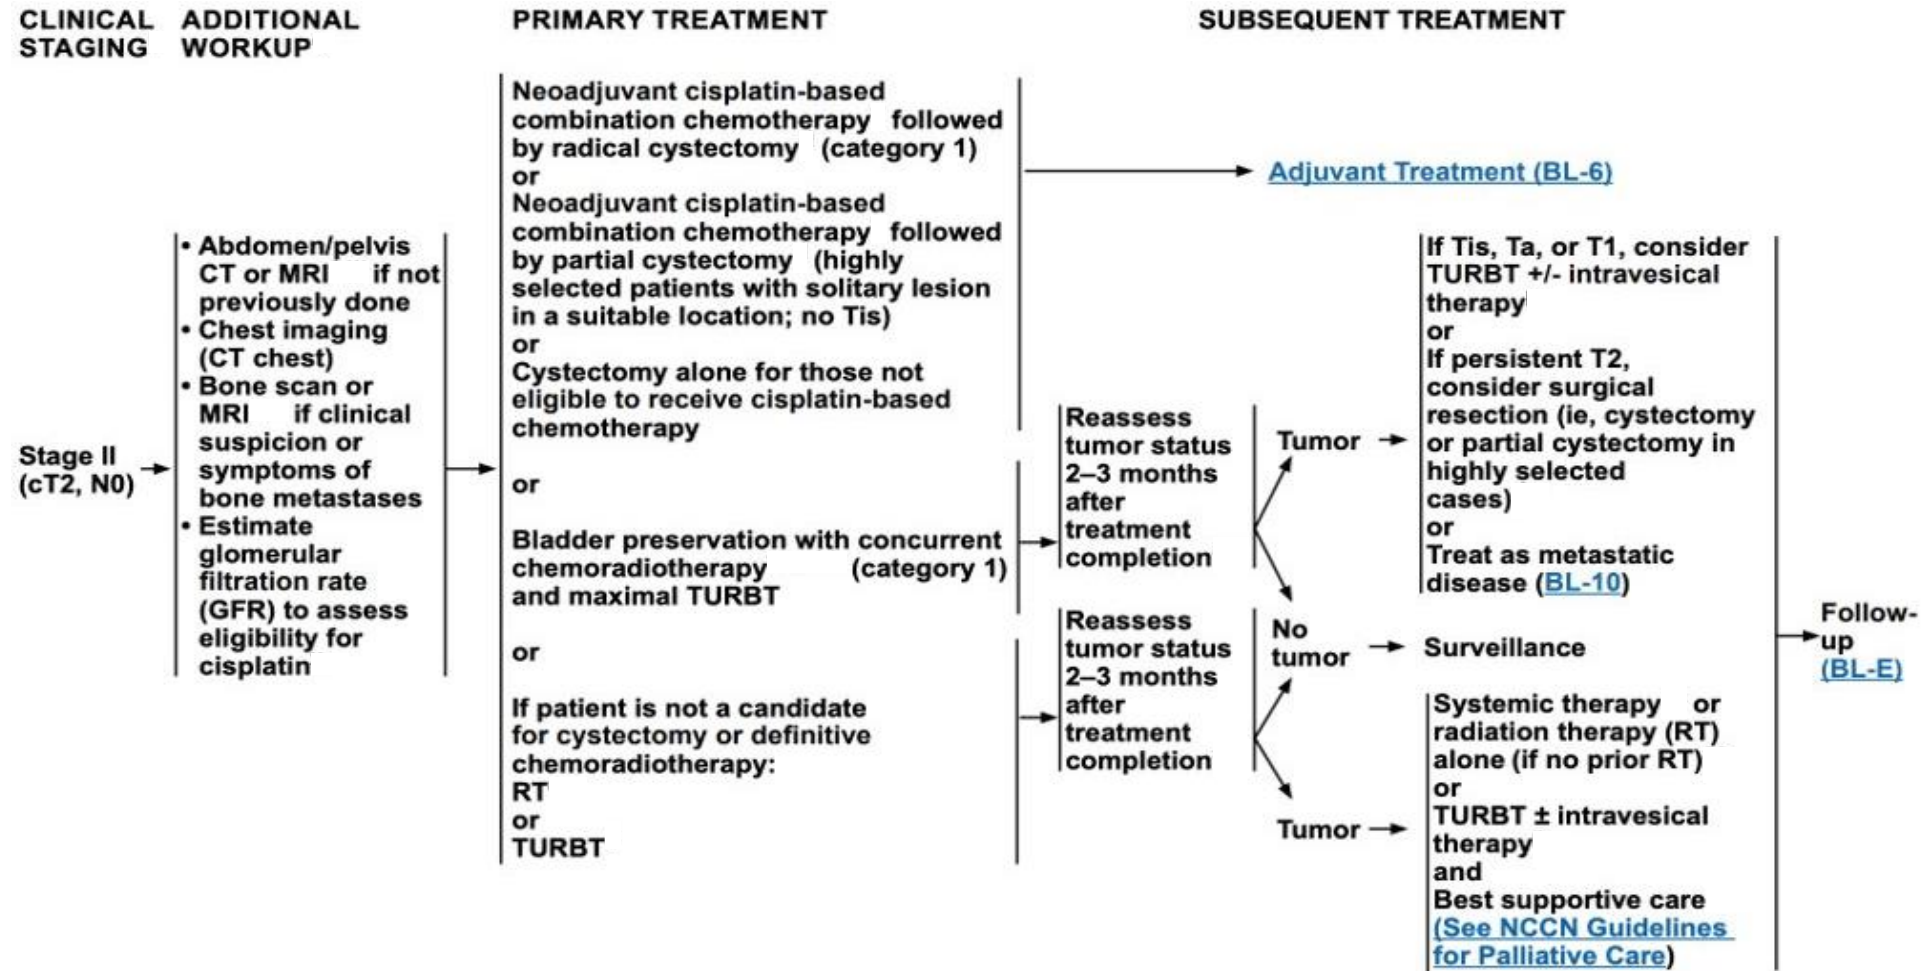 CLINICAL STAGING
ADDITIONAL WORKUP
PRIMARY TREATMENT
SUBSEQUENT TREATMENT
Stage II
(cT2, N0)
• Abdomen/pelvis
CT or MRI if not
previously done
• Chest imaging
(CT chest)
• Bone scan or
MRI if clinical
suspicion or
symptoms of
bone metastases
• Estimate
glomerular
filtration rate
(GFR) to assess
eligibility for
cisplatin
Neoadjuvant cisplatin-based
combination chemotherapy followed
by radical cystectomy (category 1)
or
Neoadjuvant cisplatin-based
combination chemotherapy followed
by partial cystectomy (highly
selected patients with solitary lesion
in a suitable location; no Tis)
or
Cystectomy alone for those not
eligible to receive cisplatin-based
chemotherapy
or
Bladder preservation with concurrent
chemoradiotherapy (category 1)
and maximal TURBT
or
If patient is not a candidate
for cystectomy or definitive
chemoradiotherapy:
RT
or
TURBT
Adjuvant Treatment (BL-6)
Reassess
tumor status
2–3 months
after
treatment
completion
Tumor
If Tis, Ta, or T1, consider
TURBT +/- intravesical
therapy
or
If persistent T2,
consider surgical
resection (ie, cystectomy
or partial cystectomy in
highly selected
cases)
or
Treat as metastatic
disease (BL-10)
Reassess
tumor status
2–3 months
after
treatment
completion
No
tumor
Surveillance
Tumor
Systemic therapy or
radiation therapy (RT)
alone (if no prior RT)
or
TURBT ± intravesical
therapy
and
Best supportive care
(See NCCN Guidelines
for Palliative Care)
Follow-
up
(BL-E)